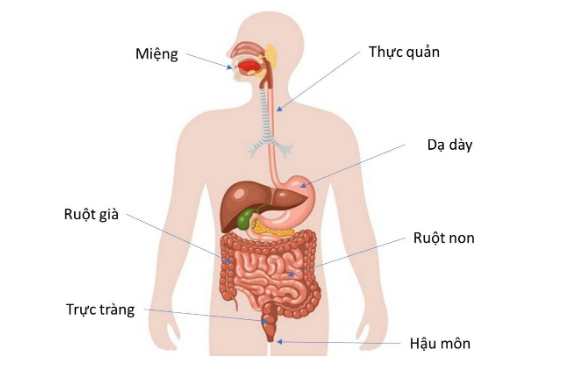 Miệng
Thực quản
Dạ dày
Ruột già
Ruột non
Trực tràng
Hậu môn